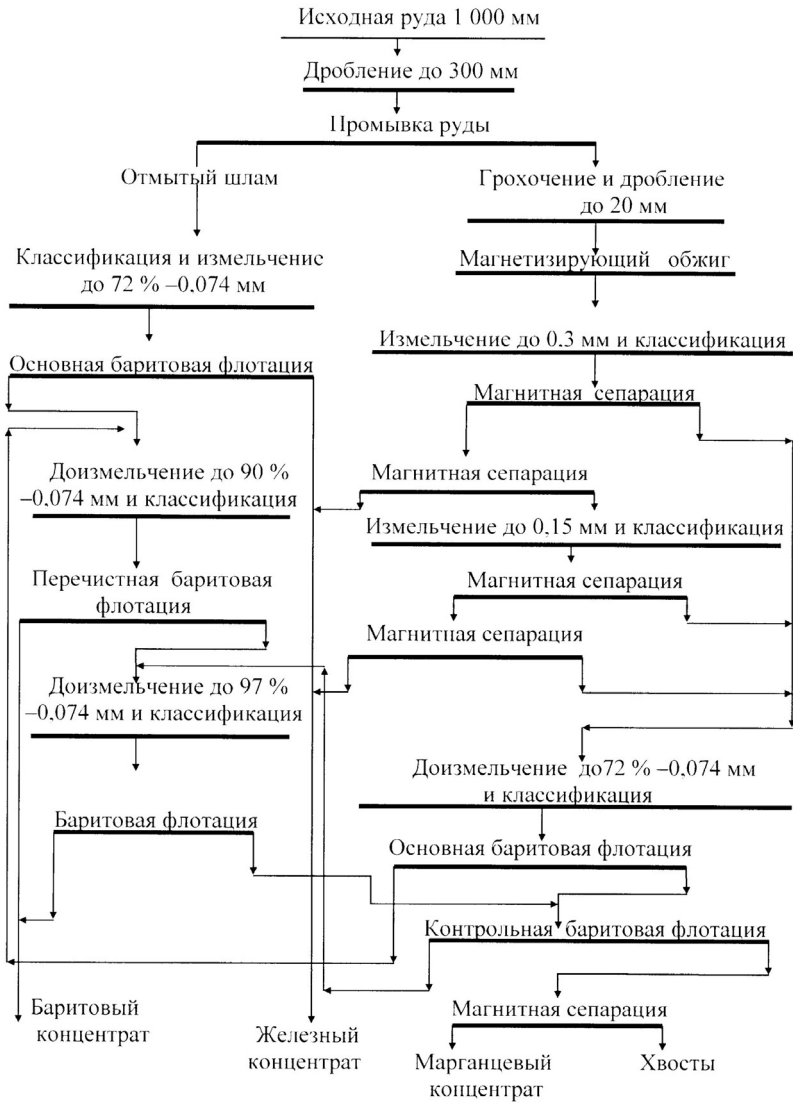 Исходная руда 1 000 мм
Дробление до 300 мм
Промывка руды
Отмытый шлам
Грохочение и дробление
до 20 мм
Классификация и измельчение
до 72 % –0,074 мм
Магнетизирующий обжиг
Измельчение до 0,3 мм и классификация
Основная баритовая флотация
Магнитная сепарация
Доизмельчение до 90 %
–0,074 мм и классификация
Магнитная сепарация
Измельчение до 0,15 мм и классификация
Перечистная баритовая
флотация
Магнитная сепарация
Магнитная сепарация
Доизмельчение до 97 %
–0,074 мм и классификация
Доизмельчение до72 % –0,074 мм
и классификация
Баритовая флотация
Основная баритовая флотация
Контрольная баритовая флотация
Баритовый
концентрат
Магнитная сепарация
Железный
концентрат
Марганцевый
концентрат
Хвосты